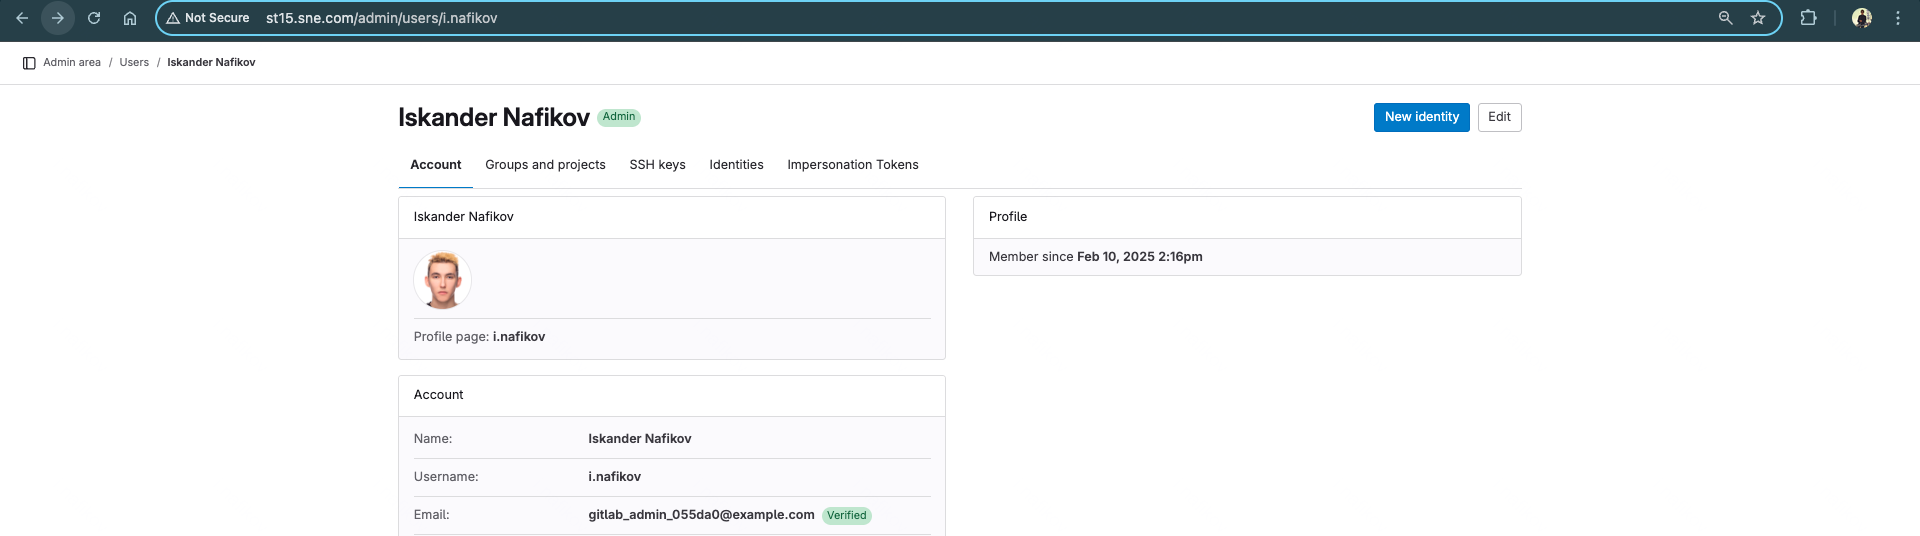 Not Secure st15.sne.com/admin/users/i.nafikov
Admin area / Users / Iskander Nafikov
Iskander Nafikov Admin New identity Edit
Account Groups and projects SSH keys Identities Impersonation Tokens
Iskander Nafikov
Profile page: i.nafikov
Profile
Member since Feb 10, 2025 2:16pm
Account
Name: Iskander Nafikov
Username: i.nafikov
Email: gitlab_admin_055da0@example.com Verified